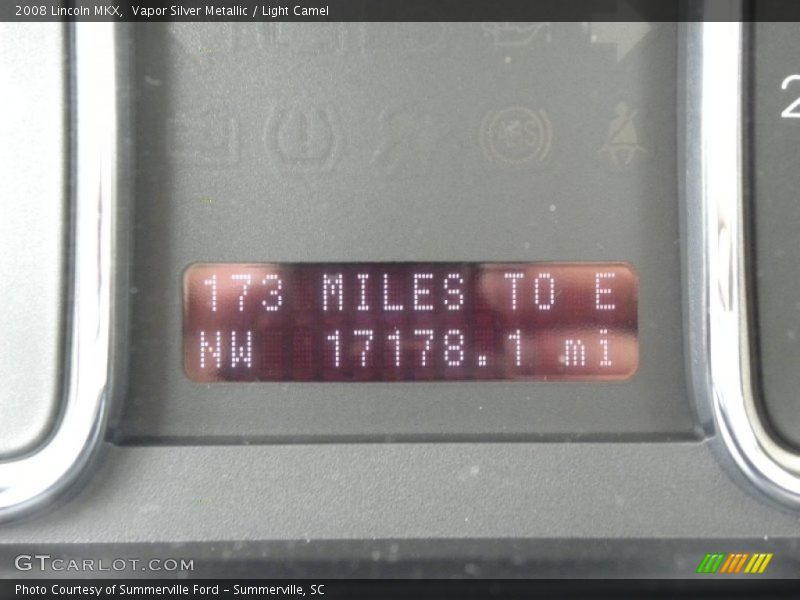 2008 Lincoln MKX, Vapor Silver Metallic / Light Camel
2
173 MILES TO E
NW 17178.1 mi
GTCARLOT.COM
Photo Courtesy of Summerville Ford - Summerville, SC